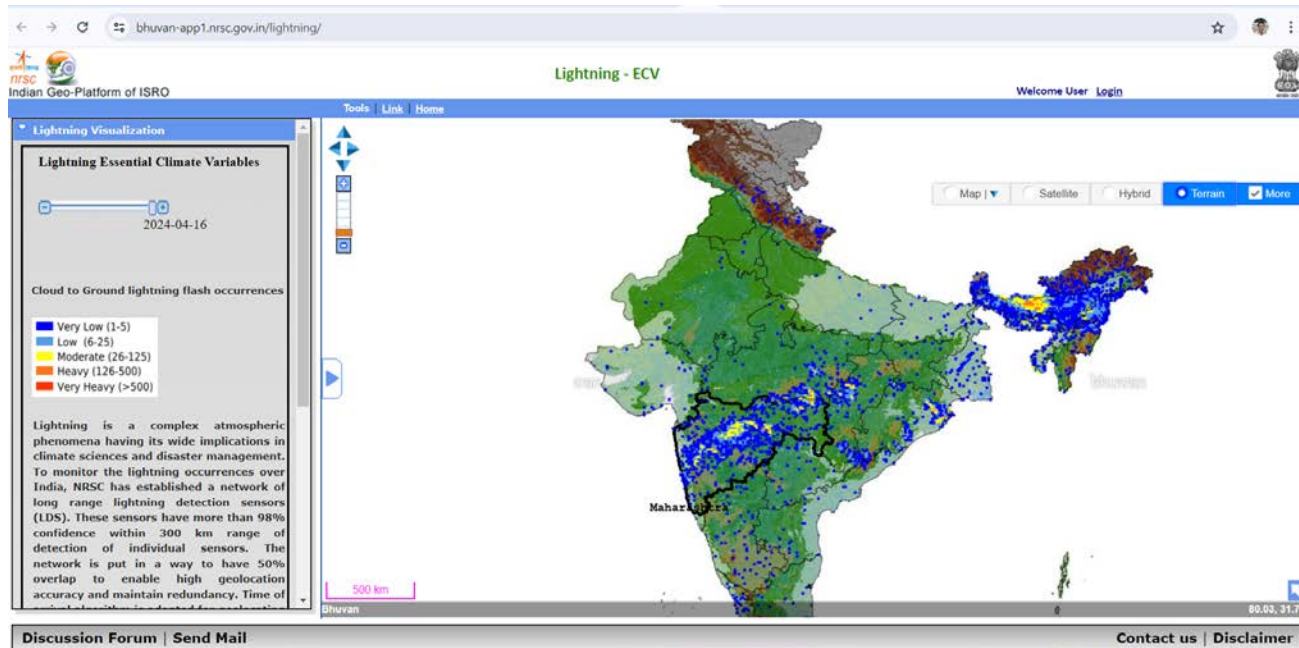 bhuvan-app1.nrsc.gov.in/lightning/
nrsc
Indian Geo-Platform of ISRO
Lightning - ECV
Welcome User Login
Tools | Link | Home
Lightning Visualization
Lightning Essential Climate Variables
2024-04-16
Cloud to Ground lightning flash occurrences
Very Low (1-5)
Low (6-25)
Moderate (26-125)
Heavy (126-500)
Very Heavy (>500)
Lightning is a complex atmospheric
phenomena having its wide implications in
climate sciences and disaster management.
To monitor the lightning occurrences over
India, NRSC has established a network of
long range lightning detection sensors
(LDS). These sensors have more than 98%
confidence within 300 km range of
detection of individual sensors. The
network is put in a way to have 50%
overlap to enable high geolocation
accuracy and maintain redundancy. Time of
Map |
Satellite
Hybrid
Terrain
More
bhuvan
Maharashtra
500 km
Bhuvan
80.03, 31.7
Discussion Forum | Send Mail
Contact us | Disclaimer